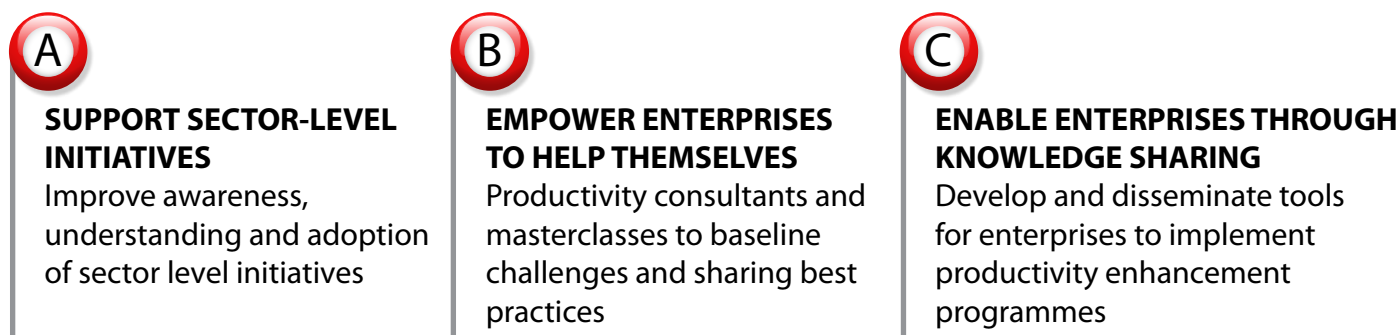 A
SUPPORT SECTOR-LEVEL
INITIATIVES
Improve awareness,
understanding and adoption
of sector level initiatives
B
EMPOWER ENTERPRISES
TO HELP THEMSELVES
Productivity consultants and
masterclasses to baseline
challenges and sharing best
practices
C
ENABLE ENTERPRISES THROUGH
KNOWLEDGE SHARING
Develop and disseminate tools
for enterprises to implement
productivity enhancement
programmes